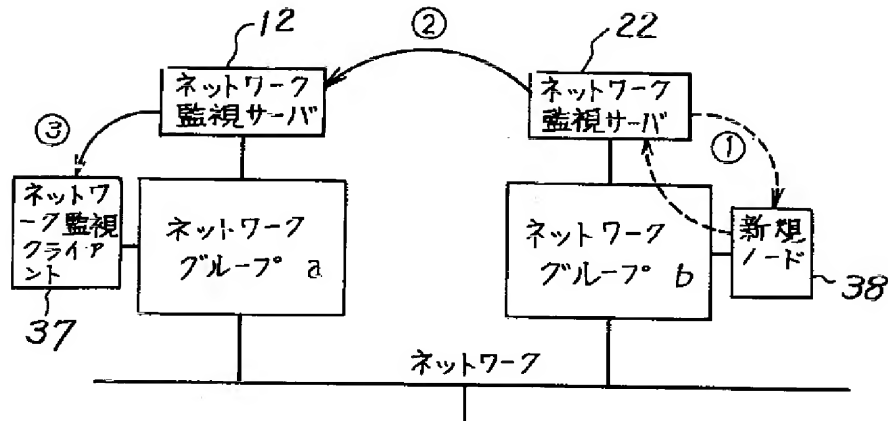 12
②
22
ネットワーク
監視サーバ
ネットワーク
監視サーバ
③
①
ネットワ
ーク監視
クライア
ント
ネットワーク
グループ a
ネットワーク
グループ b
新規
ノード
37
38
ネットワーク